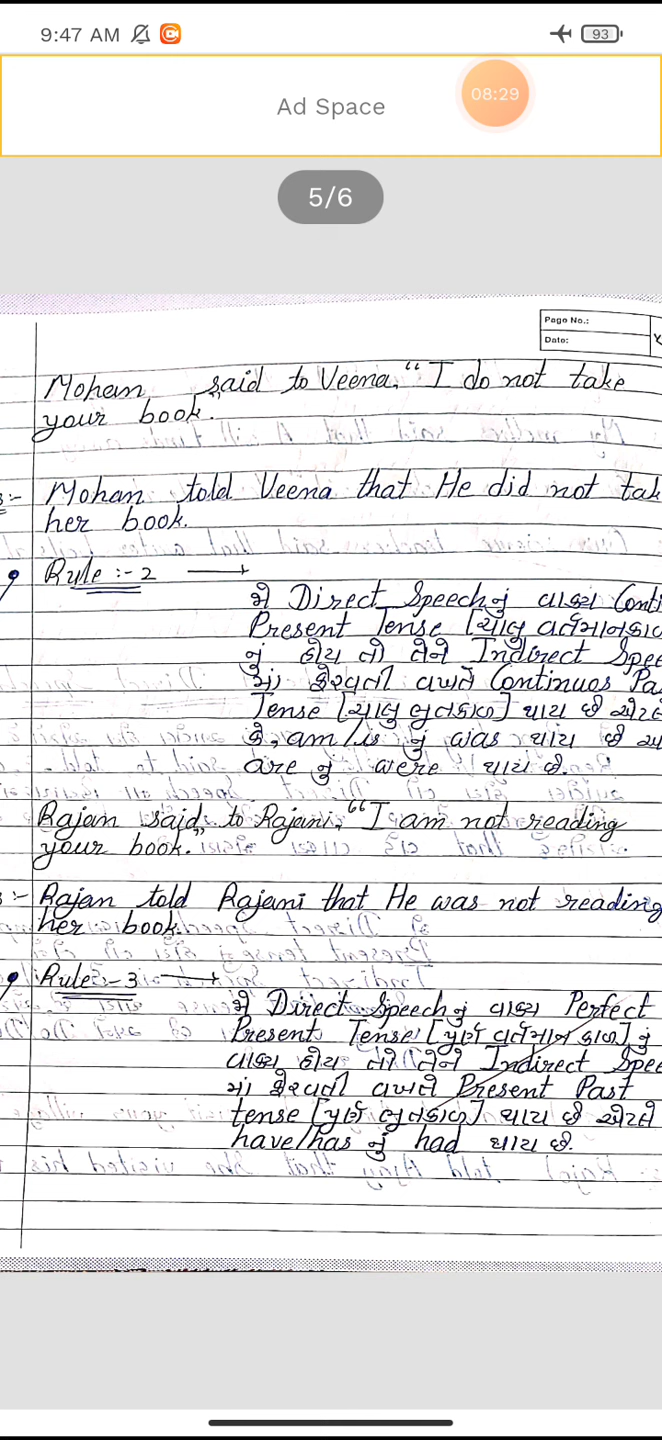 9:47 AM
93
Ad Space
08:29
5/6
Page No.:
Date:
Mohan said to Veena, "I do not take
your book."
Mohan told Veena that He did not tak
her book.
Rule :- 2 →
જે Direct Speech નું વાક્ય Conti
Present Tense [ચાલુ વર્તમાનકાળ
નું હોય તો તેને Indirect Spee
માં ફેરવતી વખતે Continuos Pa
Tense [ચાલુ ભુતકાળ] થાય છે એટલે
કે, am/is નું was થાય છે
are નું were થાય છે.
Rajan said to Rajani, "I am not reading
your book."
Rajan told Rajani that He was not reading
her book.
Rule :- 3 →
જે Direct Speech નું વાક્ય Perfect
Present Tense [પુર્ણ વર્તમાન કાળ] નું
વાક્ય હોય તો તેને Indirect Spee
માં ફેરવતી વખતે Present Past
tense [પુર્ણ ભુતકાળ] થાય છે એટલે
have/has નું had થાય છે.